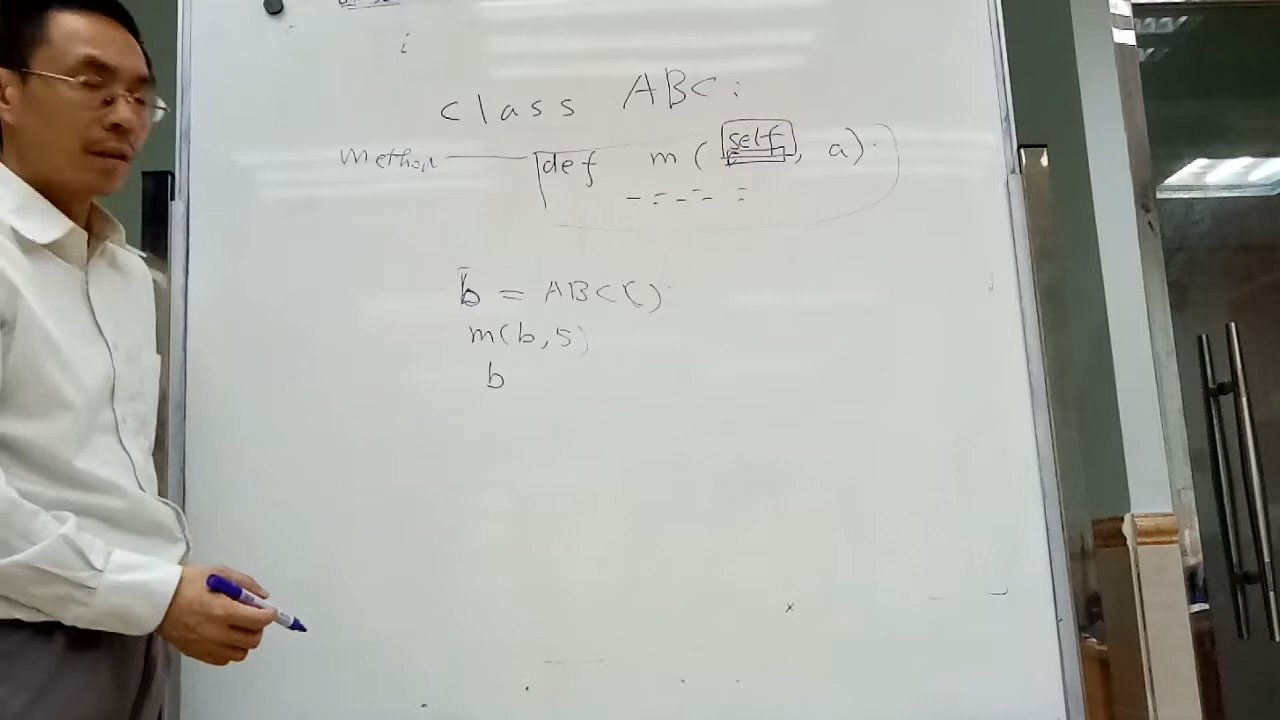 i
class ABC:
Method def m(self, a):
b = ABC()
m(b,5)
b